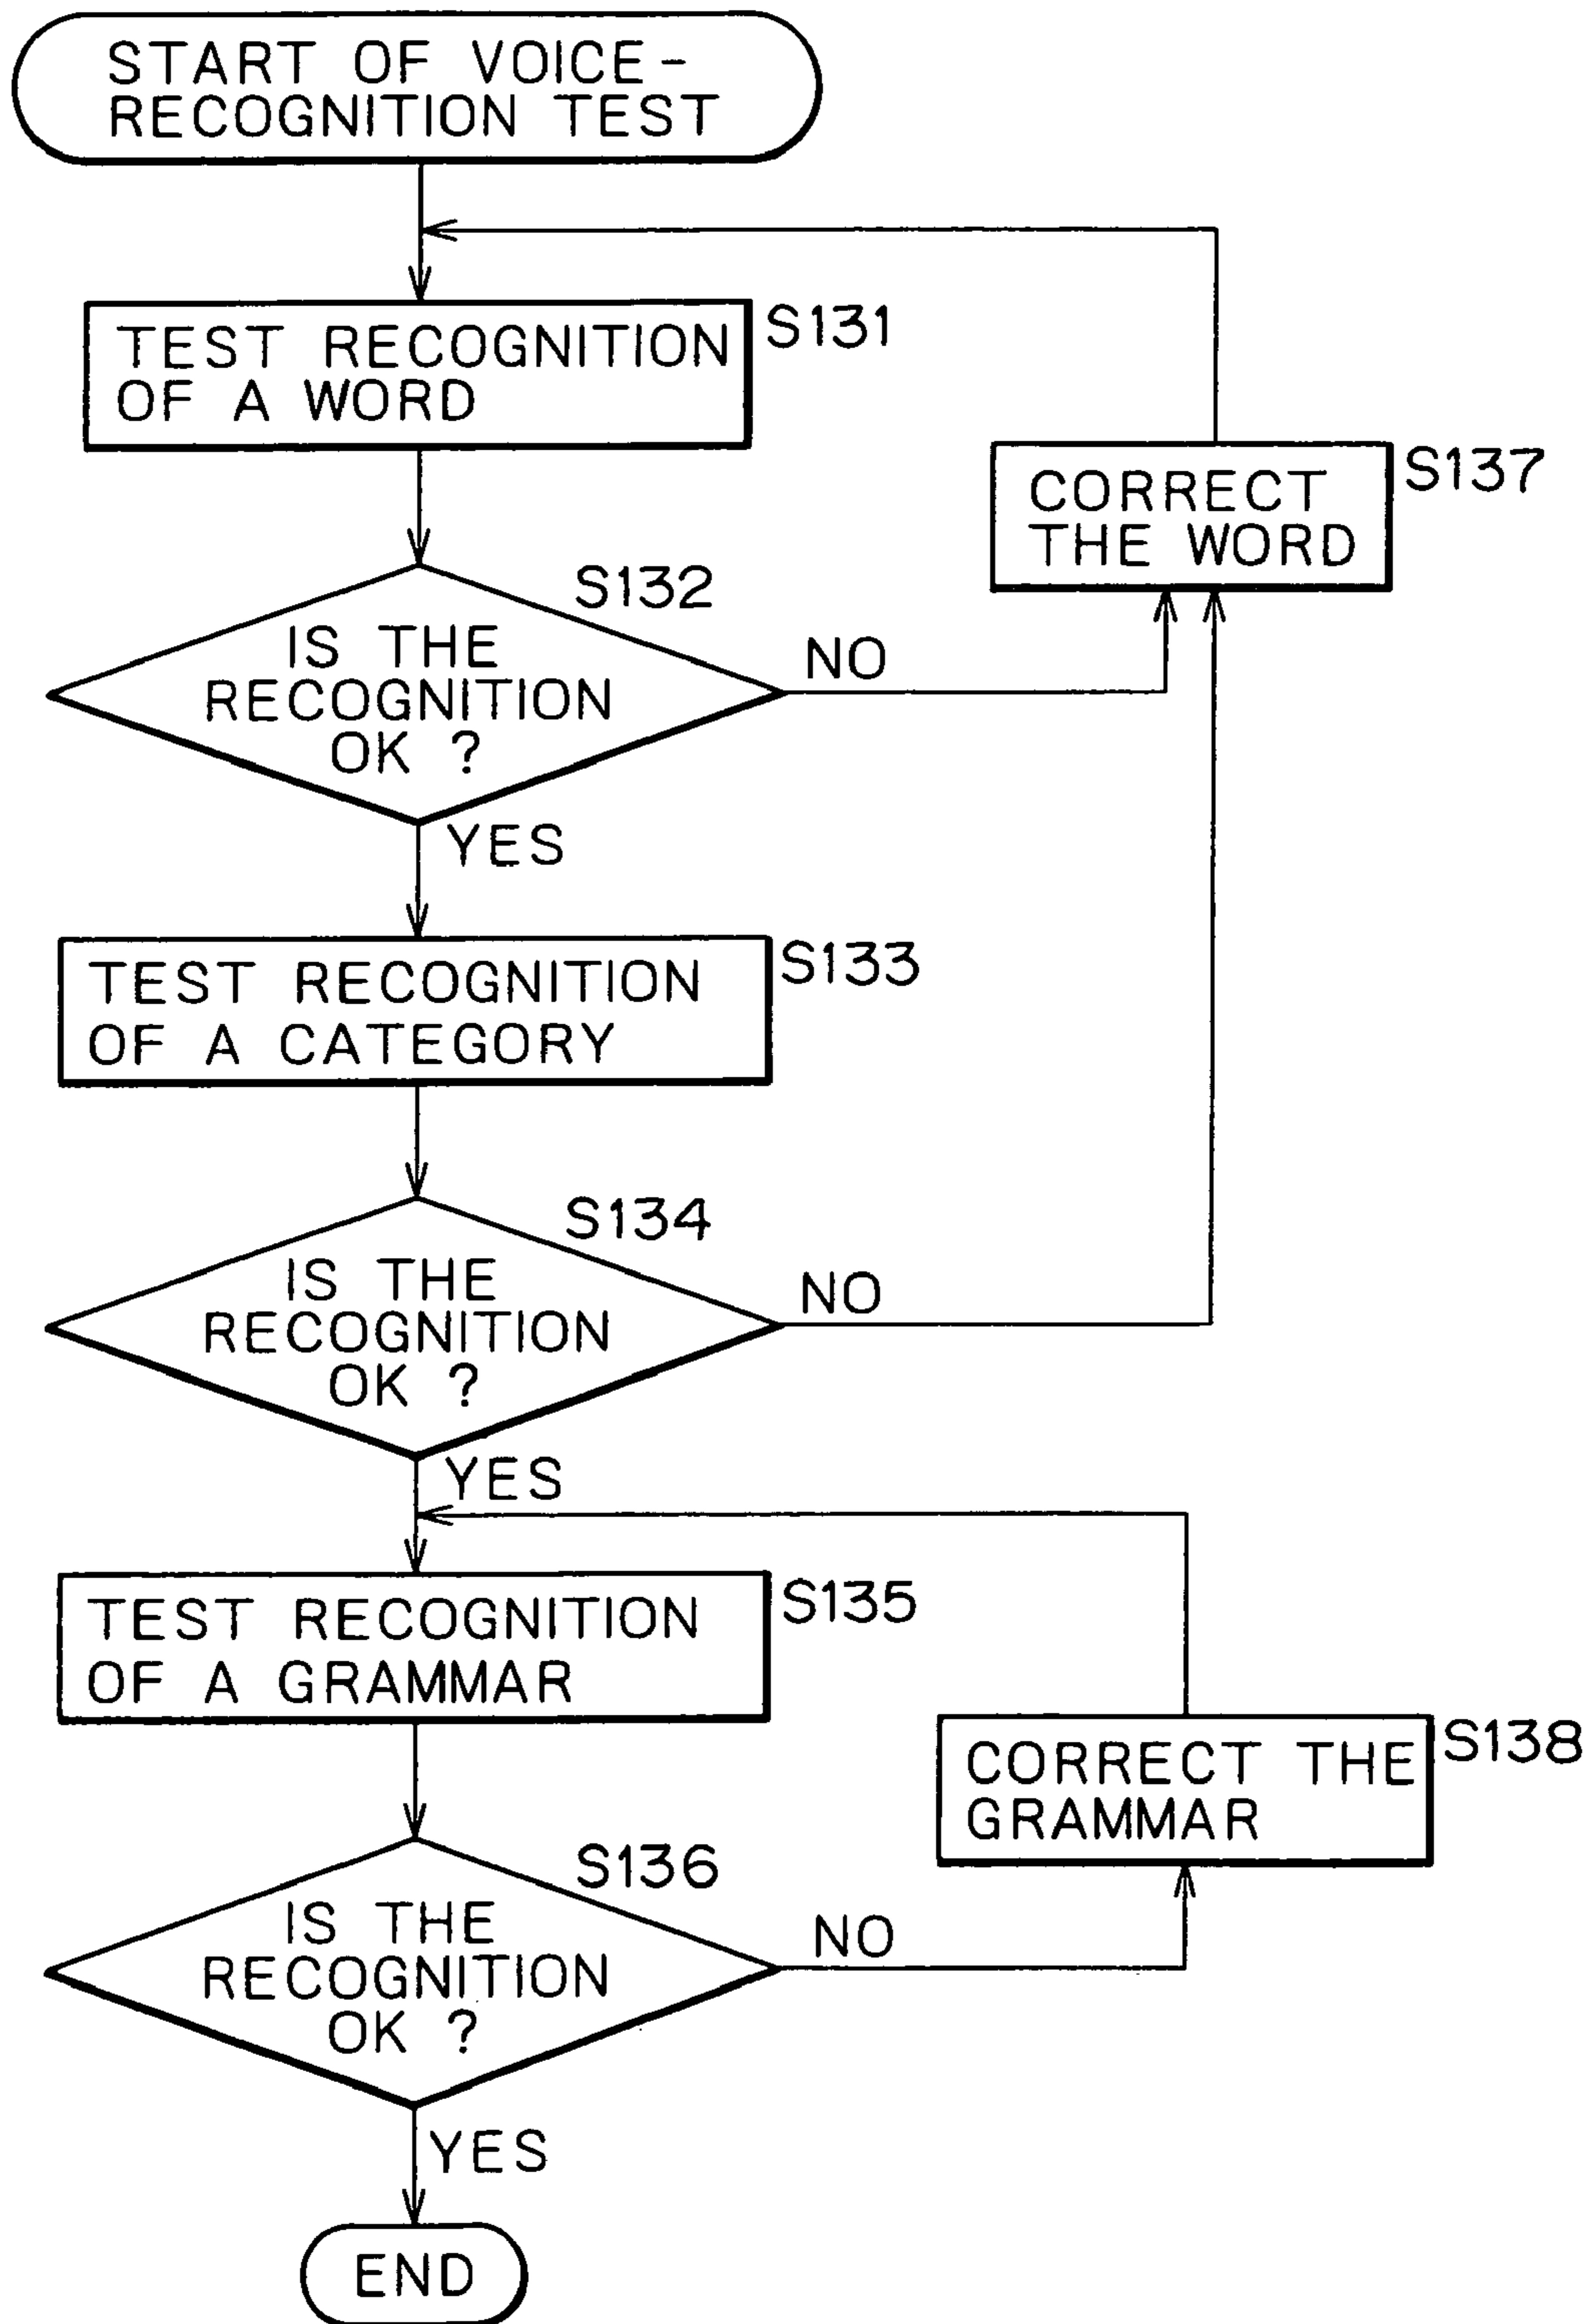 START OF VOICE-
RECOGNITION TEST
TEST RECOGNITION
OF A WORD
S131
CORRECT
THE WORD
S137
S132
IS THE
RECOGNITION
OK ?
NO
YES
TEST RECOGNITION
OF A CATEGORY
S133
S134
IS THE
RECOGNITION
OK ?
NO
YES
TEST RECOGNITION
OF A GRAMMAR
S135
CORRECT THE
GRAMMAR
S138
S136
IS THE
RECOGNITION
OK ?
NO
YES
END